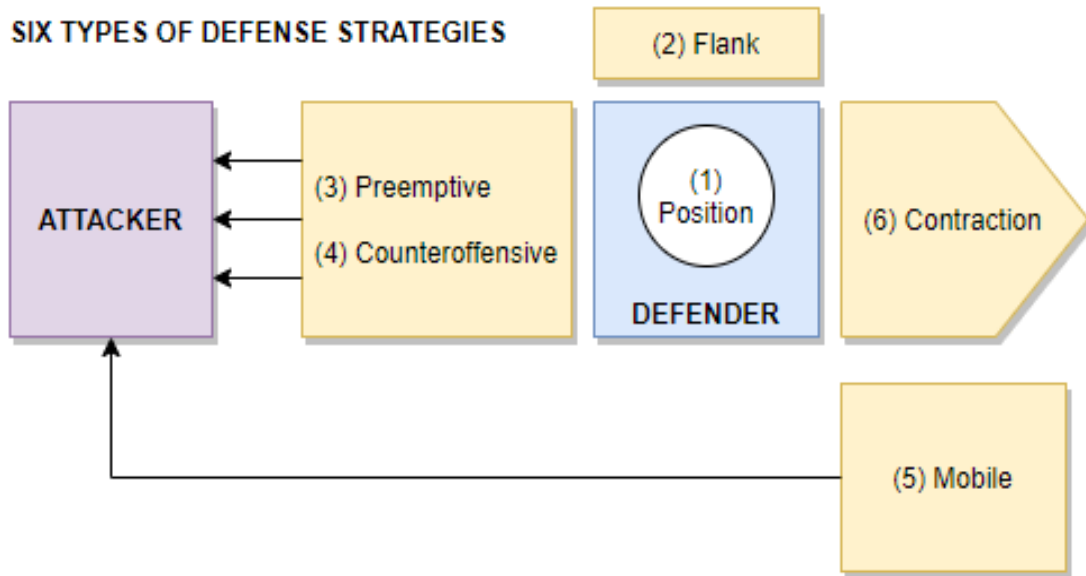 SIX TYPES OF DEFENSE STRATEGIES
(2) Flank
ATTACKER
(3) Preemptive
(4) Counteroffensive
(1)
Position
DEFENDER
(6) Contraction
(5) Mobile